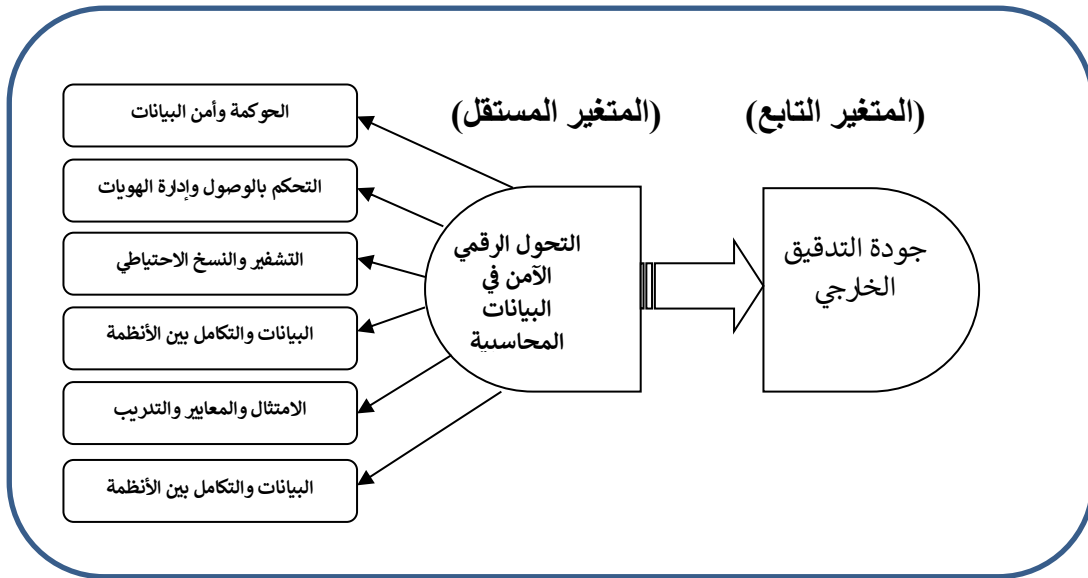 (المتغير التابع)
(المتغير المستقل)
الحوكمة وأمن البيانات
التحكم بالوصول وإدارة الهويات
التشفير والنسخ الاحتياطي
البيانات والتكامل بين الأنظمة
الامتثال والمعايير والتدريب
البيانات والتكامل بين الأنظمة
التحول الرقمي
الآمن في
البيانات
المحاسبية
جودة التدقيق
الخارجي